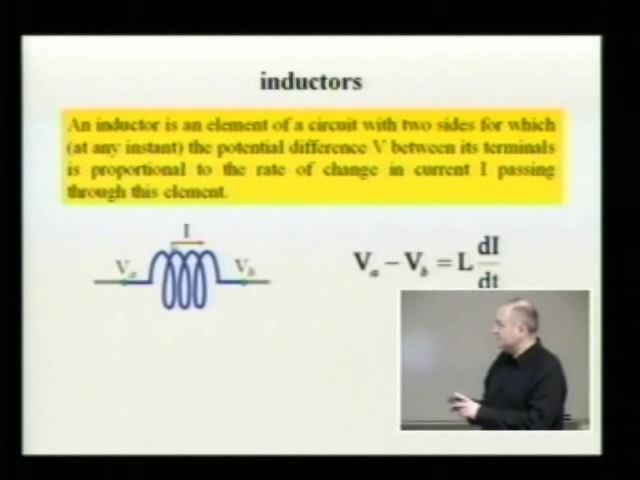 inductors
An inductor is an element of a circuit with two sides for which
(at any instant) the potential difference V between its terminals
is proportional to the rate of change in current I passing
through this element.
I
Va
Vb
Va − Vb = L dI/dt